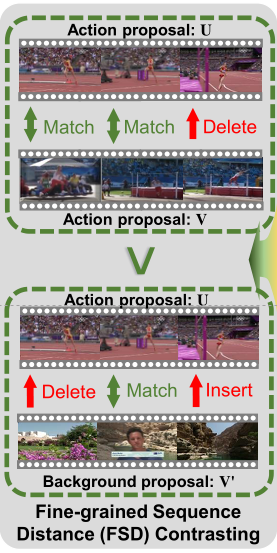 Action proposal: U
Match Match Delete
Action proposal: V
V
Action proposal: U
Delete Match Insert
Background proposal: V'
Fine-grained Sequence
Distance (FSD) Contrasting